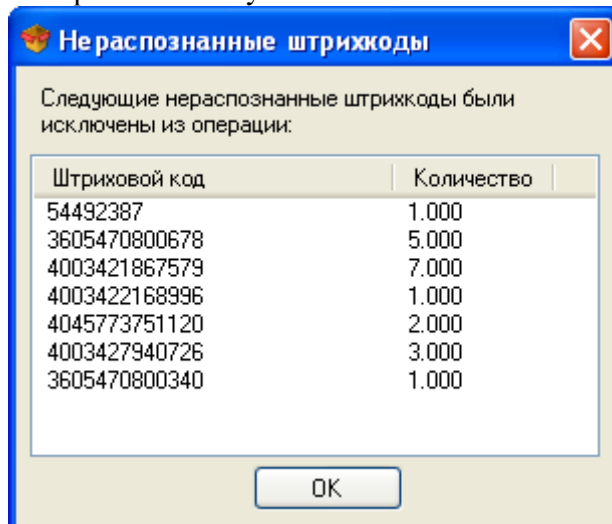 Нераспознанные штрихкоды
Следующие нераспознанные штрихкоды были
исключены из операции:
Штриховой код Количество
54492387 1.000
3605470800678 5.000
4003421867579 7.000
4003422168996 1.000
4045773751120 2.000
4003427940726 3.000
3605470800340 1.000
OK